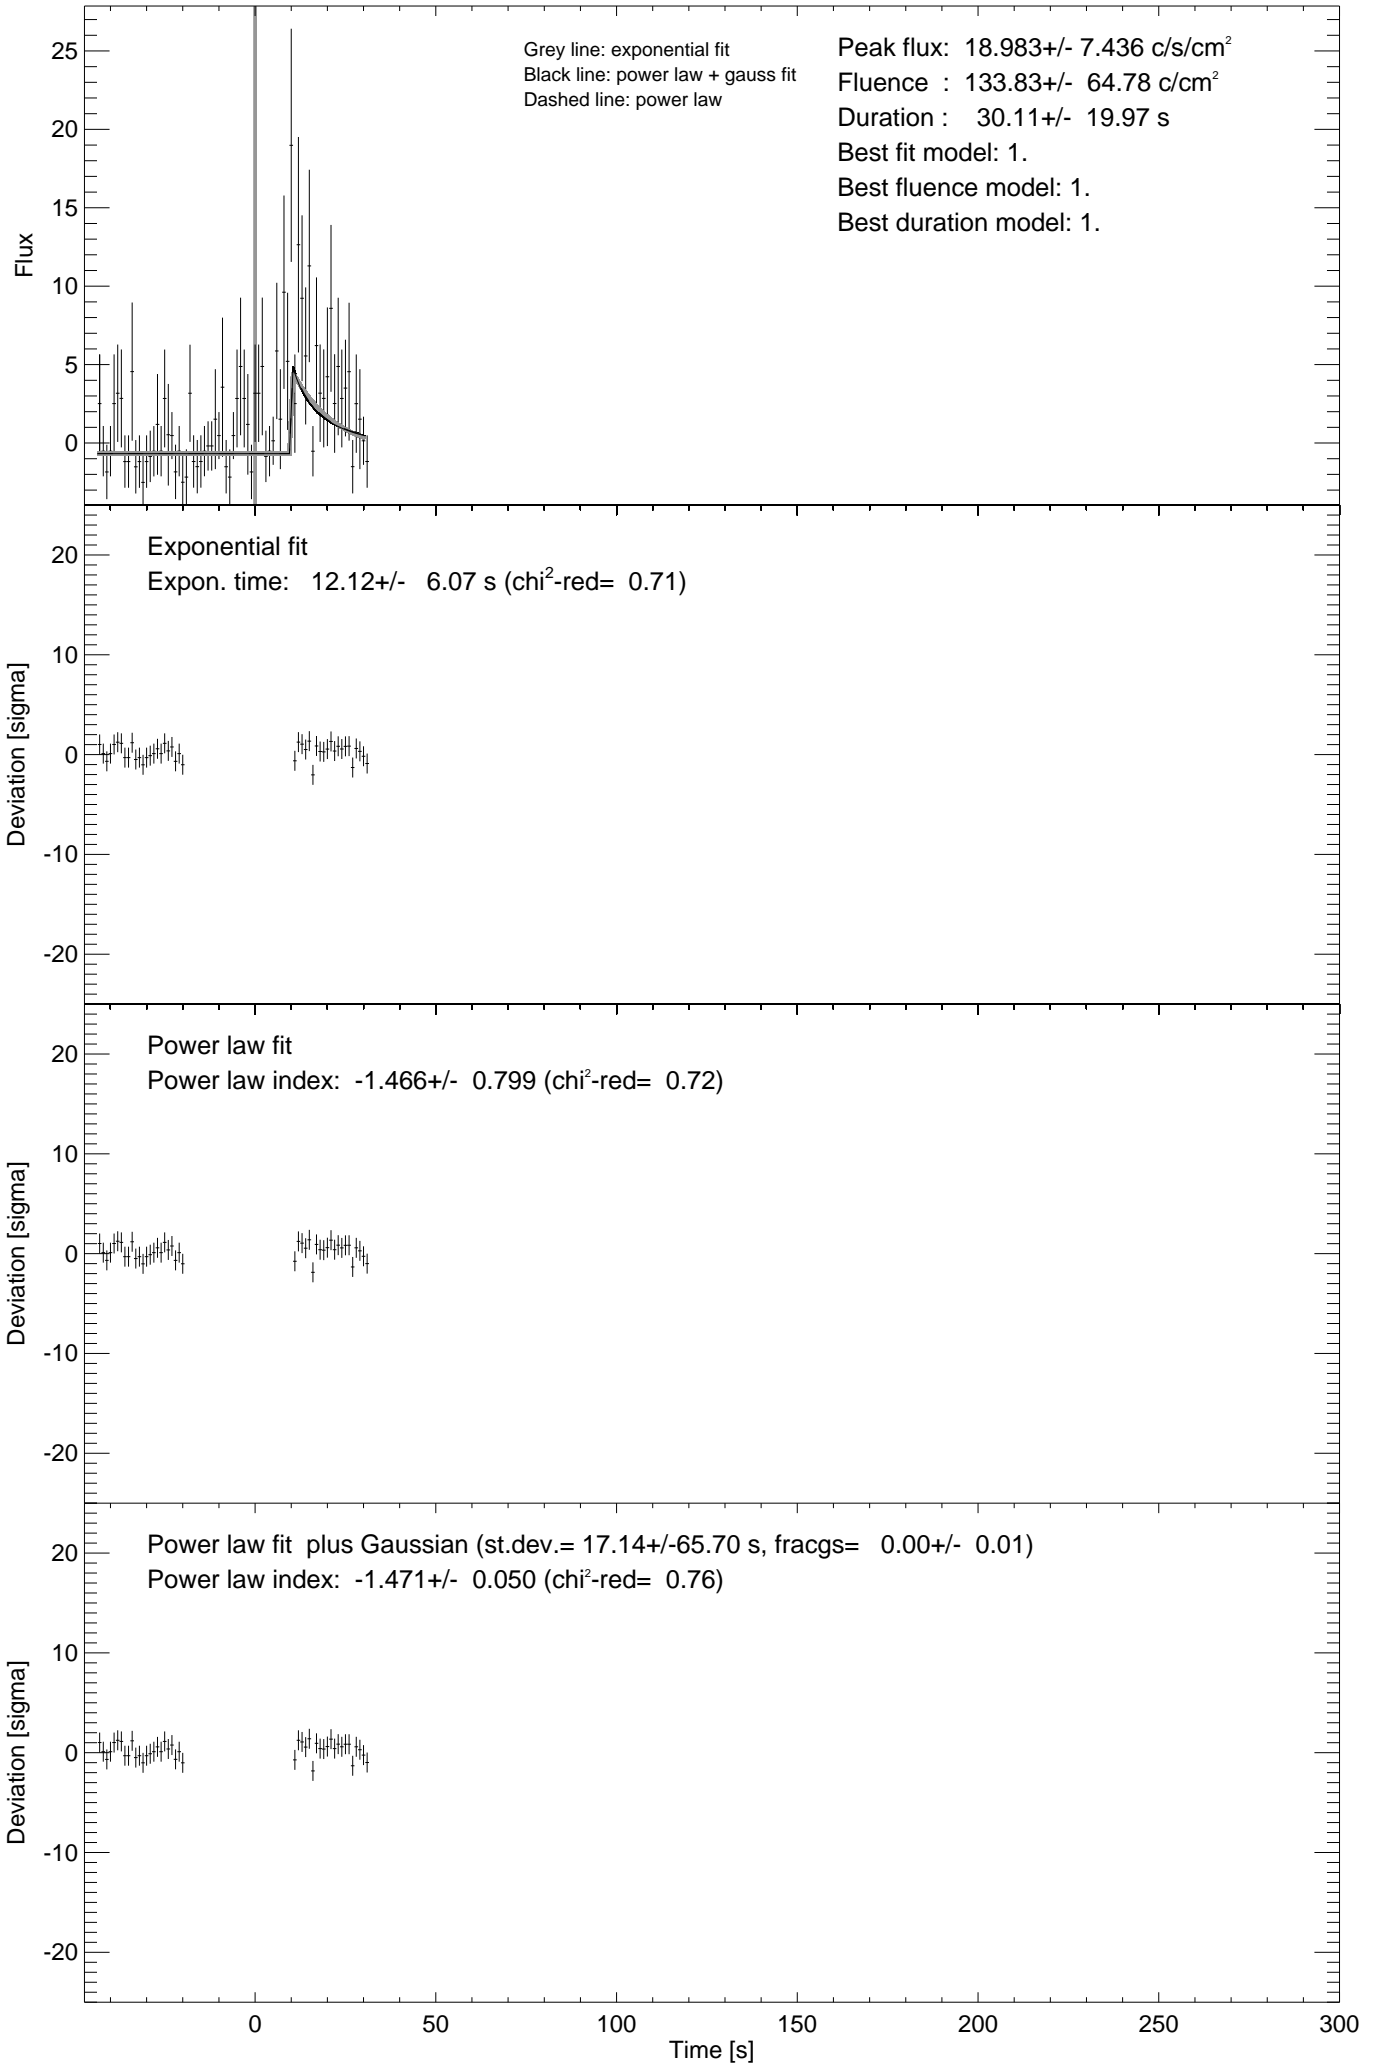 Grey line: exponential fit
Black line: power law + gauss fit
Dashed line: power law
Peak flux: 18.983+/- 7.436 c/s/cm²
Fluence : 133.83+/- 64.78 c/cm²
Duration : 30.11+/- 19.97 s
Best fit model: 1.
Best fluence model: 1.
Best duration model: 1.
25
20
15
10
5
0
Flux
Exponential fit
Expon. time: 12.12+/- 6.07 s (chi²-red= 0.71)
20
10
0
-10
-20
Deviation [sigma]
Power law fit
Power law index: -1.466+/- 0.799 (chi²-red= 0.72)
20
10
0
-10
-20
Deviation [sigma]
Power law fit plus Gaussian (st.dev.= 17.14+/-65.70 s, fracgs= 0.00+/- 0.01)
Power law index: -1.471+/- 0.050 (chi²-red= 0.76)
20
10
0
-10
-20
Deviation [sigma]
0 50 100 150 200 250 300
Time [s]